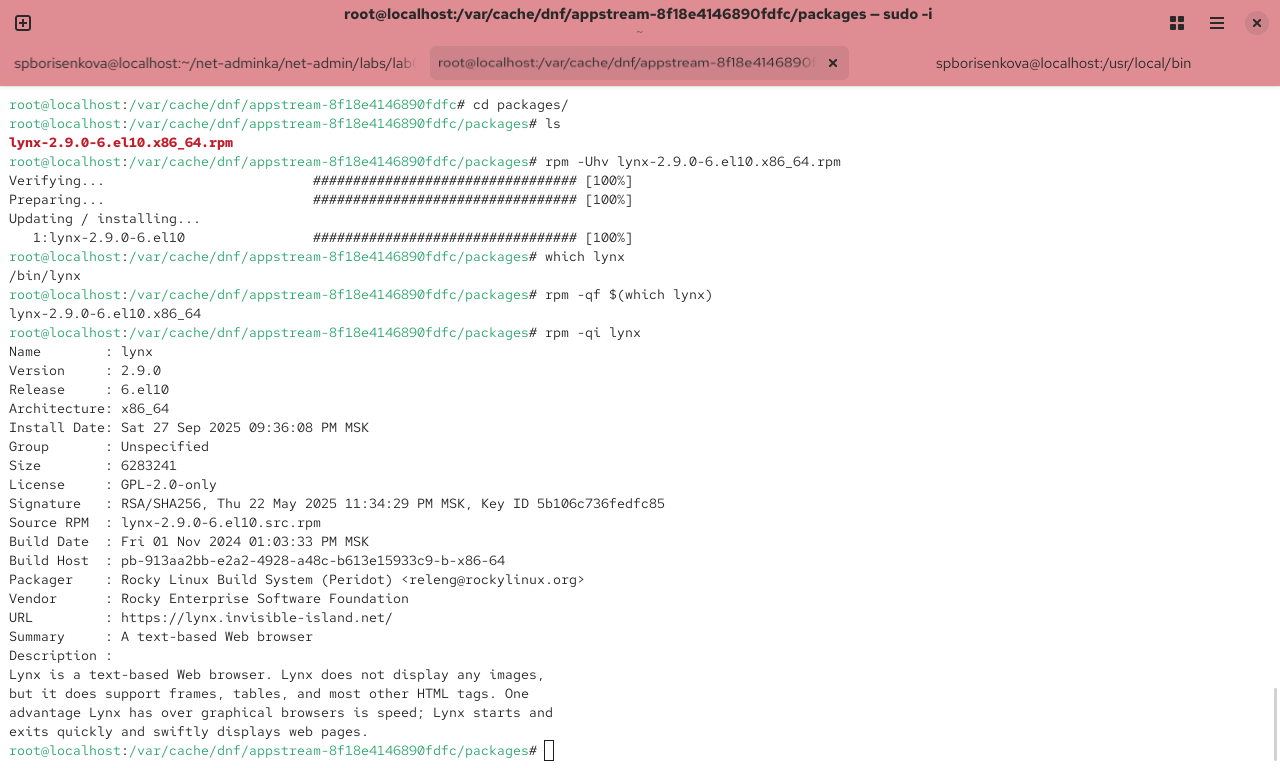 root@localhost:/var/cache/dnf/appstream-8f18e4146890fdfc/packages — sudo -i
~
spborisenkova@localhost:~/net-adminka/net-admin/labs/lab
root@localhost:/var/cache/dnf/appstream-8f18e4146890f
spborisenkova@localhost:/usr/local/bin
root@localhost:/var/cache/dnf/appstream-8f18e4146890fdfc# cd packages/
root@localhost:/var/cache/dnf/appstream-8f18e4146890fdfc/packages# ls
lynx-2.9.0-6.el10.x86_64.rpm
root@localhost:/var/cache/dnf/appstream-8f18e4146890fdfc/packages# rpm -Uhv lynx-2.9.0-6.el10.x86_64.rpm
Verifying...                          ################################# [100%]
Preparing...                          ################################# [100%]
Updating / installing...
   1:lynx-2.9.0-6.el10                ################################# [100%]
root@localhost:/var/cache/dnf/appstream-8f18e4146890fdfc/packages# which lynx
/bin/lynx
root@localhost:/var/cache/dnf/appstream-8f18e4146890fdfc/packages# rpm -qf $(which lynx)
lynx-2.9.0-6.el10.x86_64
root@localhost:/var/cache/dnf/appstream-8f18e4146890fdfc/packages# rpm -qi lynx
Name        : lynx
Version     : 2.9.0
Release     : 6.el10
Architecture: x86_64
Install Date: Sat 27 Sep 2025 09:36:08 PM MSK
Group       : Unspecified
Size        : 6283241
License     : GPL-2.0-only
Signature   : RSA/SHA256, Thu 22 May 2025 11:34:29 PM MSK, Key ID 5b106c736fedfc85
Source RPM  : lynx-2.9.0-6.el10.src.rpm
Build Date  : Fri 01 Nov 2024 01:03:33 PM MSK
Build Host  : pb-913aa2bb-e2a2-4928-a48c-b613e15933c9-b-x86-64
Packager    : Rocky Linux Build System (Peridot) <releng@rockylinux.org>
Vendor      : Rocky Enterprise Software Foundation
URL         : https://lynx.invisible-island.net/
Summary     : A text-based Web browser
Description :
Lynx is a text-based Web browser. Lynx does not display any images,
but it does support frames, tables, and most other HTML tags. One
advantage Lynx has over graphical browsers is speed; Lynx starts and
exits quickly and swiftly displays web pages.
root@localhost:/var/cache/dnf/appstream-8f18e4146890fdfc/packages#